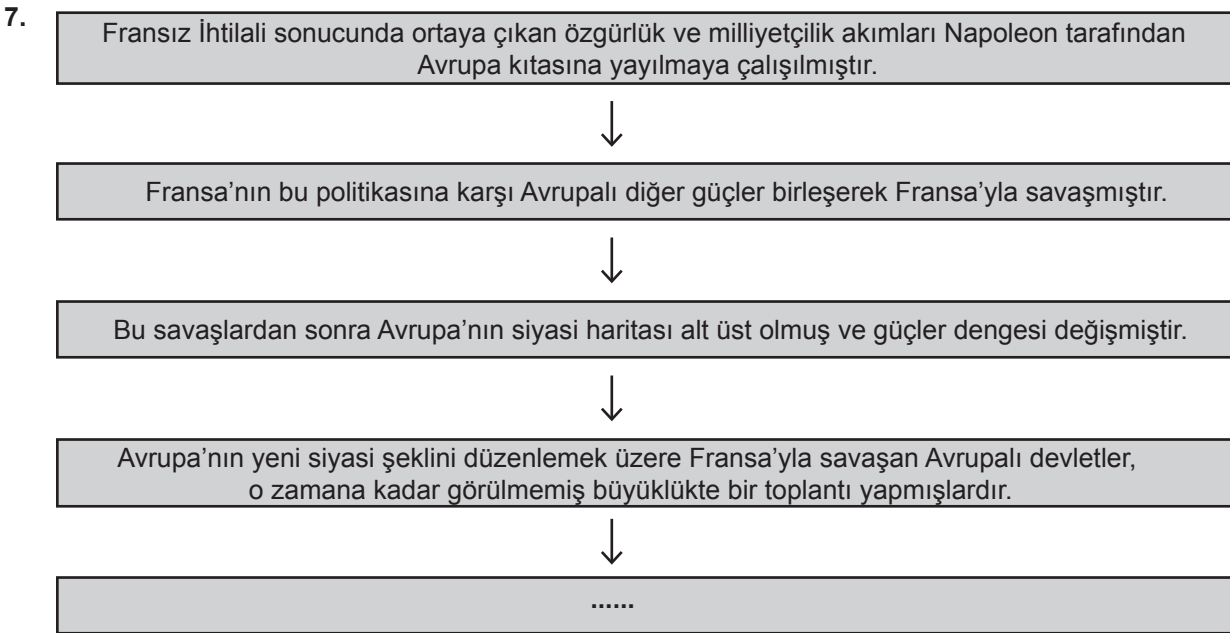 7.
Fransız İhtilali sonucunda ortaya çıkan özgürlük ve milliyetçilik akımları Napoleon tarafından
Avrupa kıtasına yayılmaya çalışılmıştır.
Fransa’nın bu politikasına karşı Avrupalı diğer güçler birleşerek Fransa’yla savaşmıştır.
Bu savaşlardan sonra Avrupa’nın siyasi haritası alt üst olmuş ve güçler dengesi değişmiştir.
Avrupa’nın yeni siyasi şeklini düzenlemek üzere Fransa’yla savaşan Avrupalı devletler,
o zamana kadar görülmemiş büyüklükte bir toplantı yapmışlardır.
......